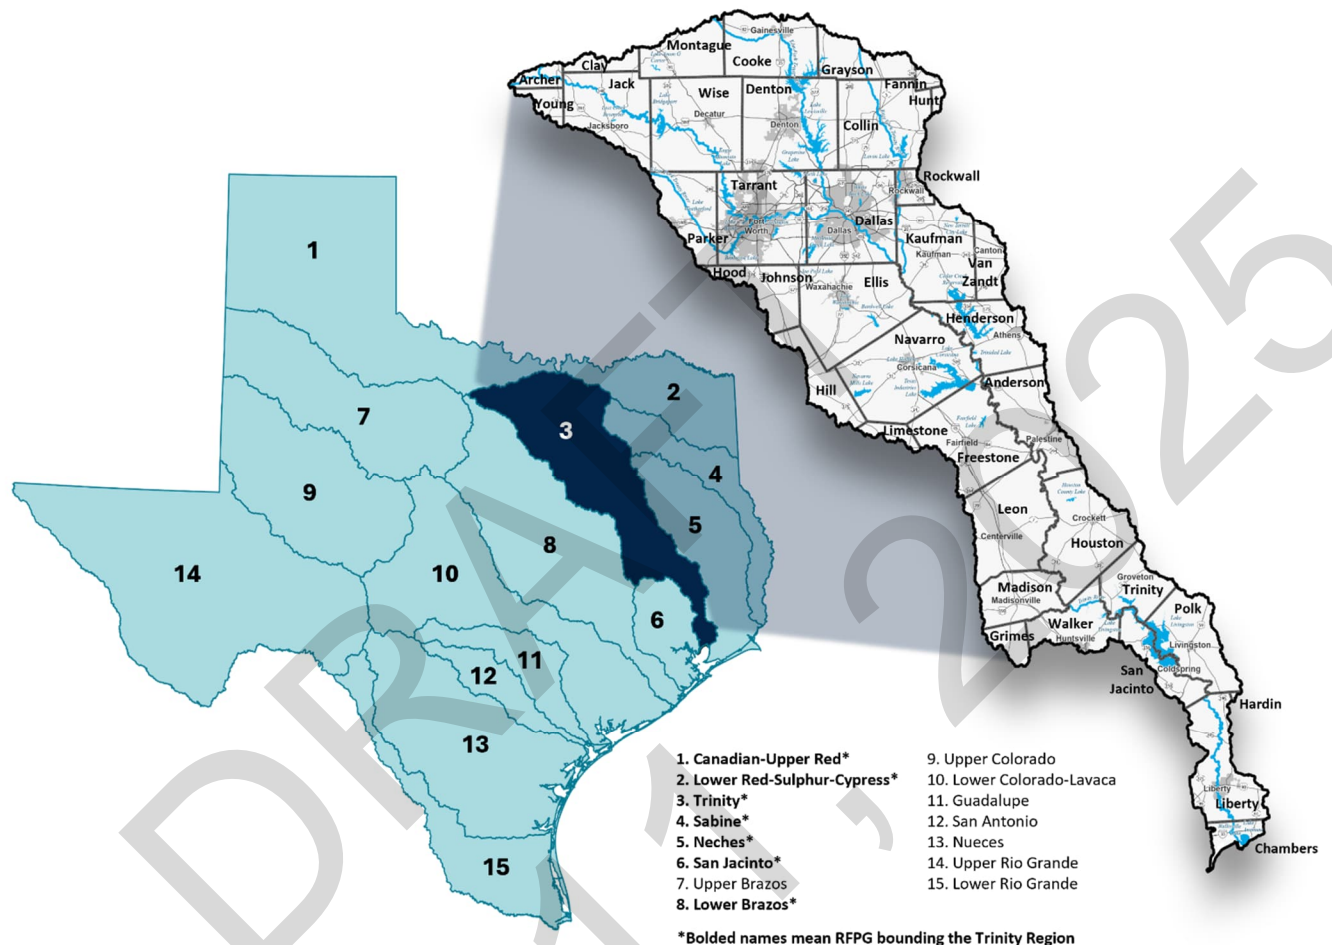 Montague
Gainesville
Cooke
Grayson
Clay
Archer
Jack
Wise
Denton
Fannin
Hunt
Young
Decatur
Jacksboro
Denton
Collin
Tarrant
Rockwall
Rockwall
Fort
Worth
Dallas
Dallas
Parker
Kaufman
Kaufman
Canton
Van
Zandt
Hood
Johnson
Ellis
Waxahachie
Henderson
Athens
Navarro
Corsicana
Hill
Anderson
Limestone
Fairfield
Palestine
Freestone
Leon
Crockett
Centerville
Houston
Groveton
Madison
Trinity
Madisonville
Polk
Walker
Grimes
Huntsville
Livingston
Coldspring
San
Jacinto
Hardin
Liberty
Liberty
Chambers
1
2
3
4
5
6
7
8
9
10
11
12
13
14
15
1. Canadian-Upper Red*
2. Lower Red-Sulphur-Cypress*
3. Trinity*
4. Sabine*
5. Neches*
6. San Jacinto*
7. Upper Brazos
8. Lower Brazos*
9. Upper Colorado
10. Lower Colorado-Lavaca
11. Guadalupe
12. San Antonio
13. Nueces
14. Upper Rio Grande
15. Lower Rio Grande
*Bolded names mean RFPG bounding the Trinity Region
DRAFT
11, 2025